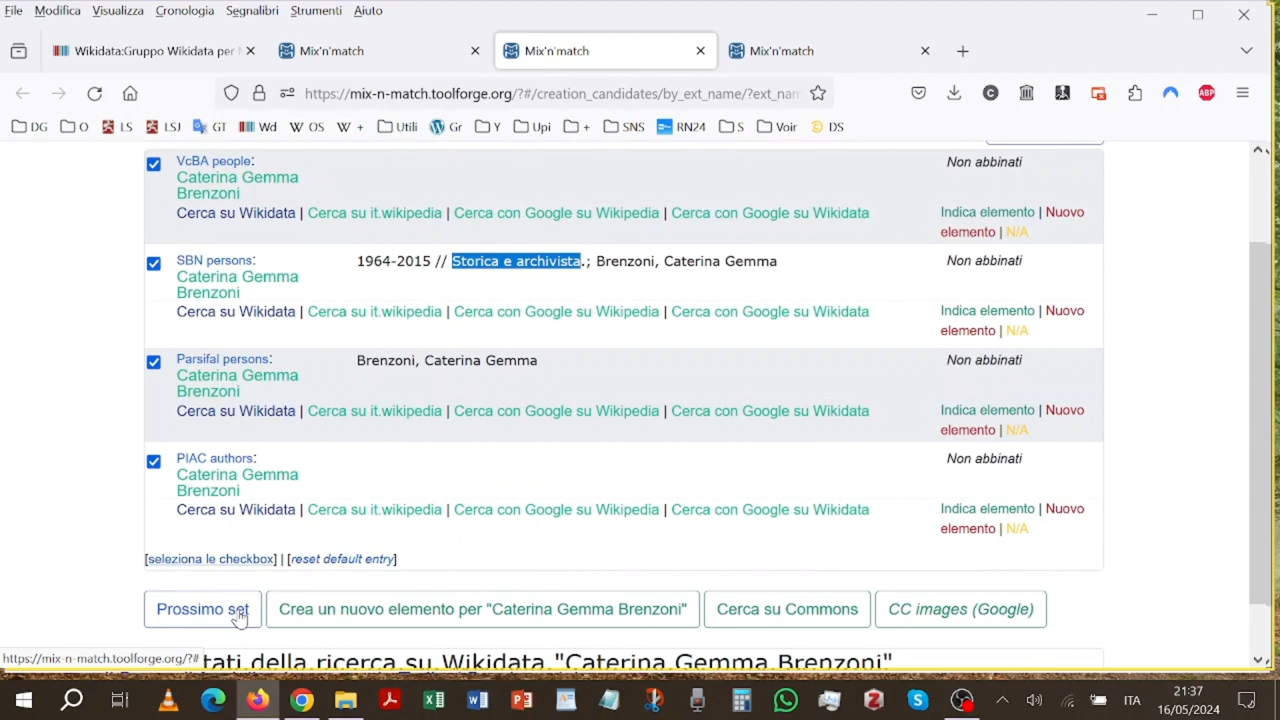 File Modifica Visualizza Cronologia Segnalibri Strumenti Aiuto
Wikidata:Gruppo Wikidata per M
Mix'n'match
Mix'n'match
Mix'n'match
https://mix-n-match.toolforge.org/?#/creation_candidates/by_ext_name/?ext_nam
DG O LS LSJ GT Wd OS + Utili Gr Y Upi + SNS RN24 S Voir DS
VcBA people:
Caterina Gemma
Brenzoni
Non abbinati
Cerca su Wikidata | Cerca su it.wikipedia | Cerca con Google su Wikipedia | Cerca con Google su Wikidata
Indica elemento | Nuovo
elemento | N/A
SBN persons:
Caterina Gemma
Brenzoni
1964-2015 // Storica e archivista.; Brenzoni, Caterina Gemma
Non abbinati
Cerca su Wikidata | Cerca su it.wikipedia | Cerca con Google su Wikipedia | Cerca con Google su Wikidata
Indica elemento | Nuovo
elemento | N/A
Parsifal persons:
Caterina Gemma
Brenzoni
Brenzoni, Caterina Gemma
Non abbinati
Cerca su Wikidata | Cerca su it.wikipedia | Cerca con Google su Wikipedia | Cerca con Google su Wikidata
Indica elemento | Nuovo
elemento | N/A
PIAC authors:
Caterina Gemma
Brenzoni
Non abbinati
Cerca su Wikidata | Cerca su it.wikipedia | Cerca con Google su Wikipedia | Cerca con Google su Wikidata
Indica elemento | Nuovo
elemento | N/A
[seleziona le checkbox] | [reset default entry]
Prossimo set
Crea un nuovo elemento per "Caterina Gemma Brenzoni"
Cerca su Commons
CC images (Google)
https://mix-n-match.toolforge.org/?#
tati della ricerca su Wikidata "Caterina Gemma Brenzoni"
ITA
21:37
16/05/2024